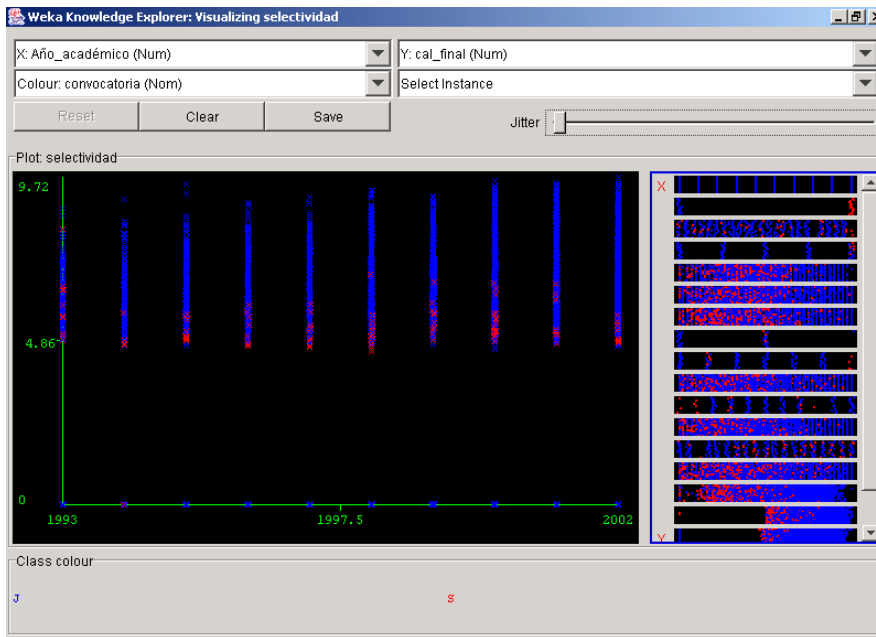 Weka Knowledge Explorer: Visualizing selectividad
X: Año_académico (Num) Y: cal_final (Num)
Colour: convocatoria (Nom) Select Instance
Reset Clear Save Jitter
Plot: selectividad
9.72 X
4.86
0
1993 1997.5 2002 Y
Class colour
J S